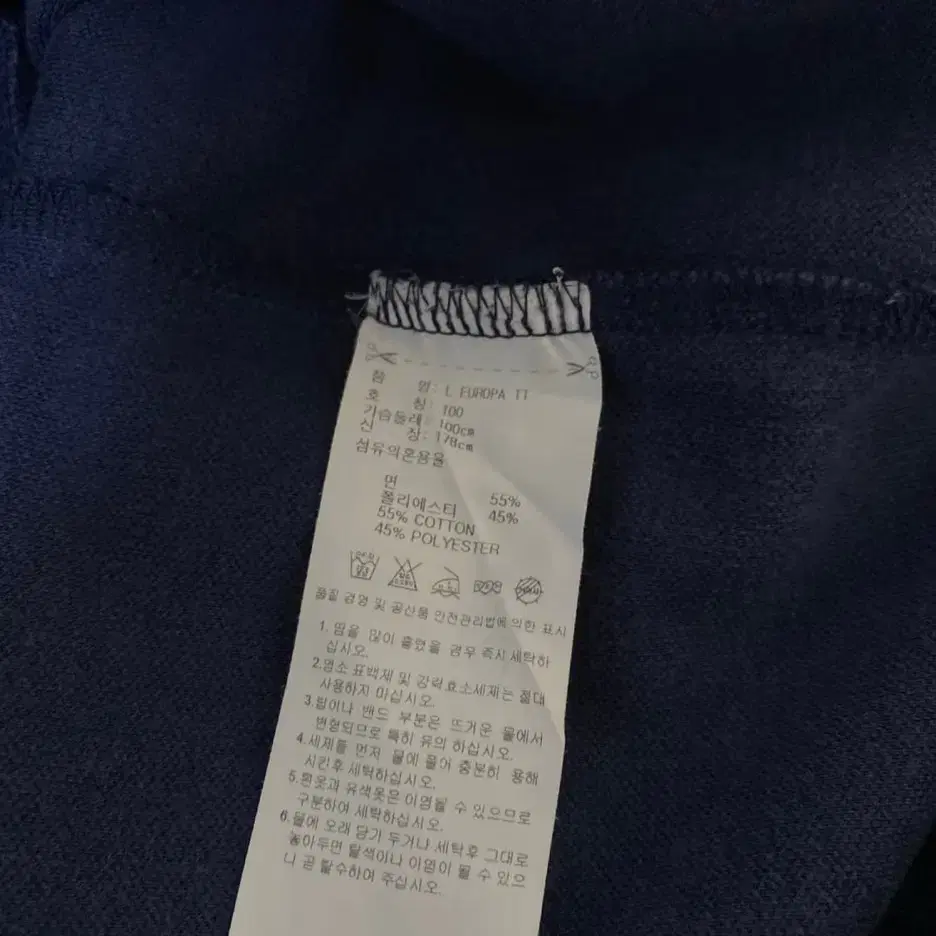 품 명: L EUROPA TT
호 칭: 100
가슴둘레: 100cm
신 장: 178cm
섬유의혼용율
면 55%
폴리에스터 45%
55% COTTON
45% POLYESTER
품질 경영 및 공산품 안전관리법에의한 표시
1. 땀을 많이 흘렸을 경우 즉시 세탁하
십시오.
2.염소 표백제 및 강력효소세제는 절대
사용하지 마십시오.
3.밑이나 밴드 부분은 뜨거운 물에서
변형되므로 특히 유의 하십시오.
4.세제를 먼저 물에 풀어 충분히 용해
시킨후 세탁하십시오.
5.흰옷과 유색옷은 이염될 수 있으므로
구분하여 세탁하십시오.
6.물에 오래 담가 두거나 세탁후 그대로
놓아두면 탈색이나 이염이 될 수 있으
니 곧 탈수하여 주십시오.